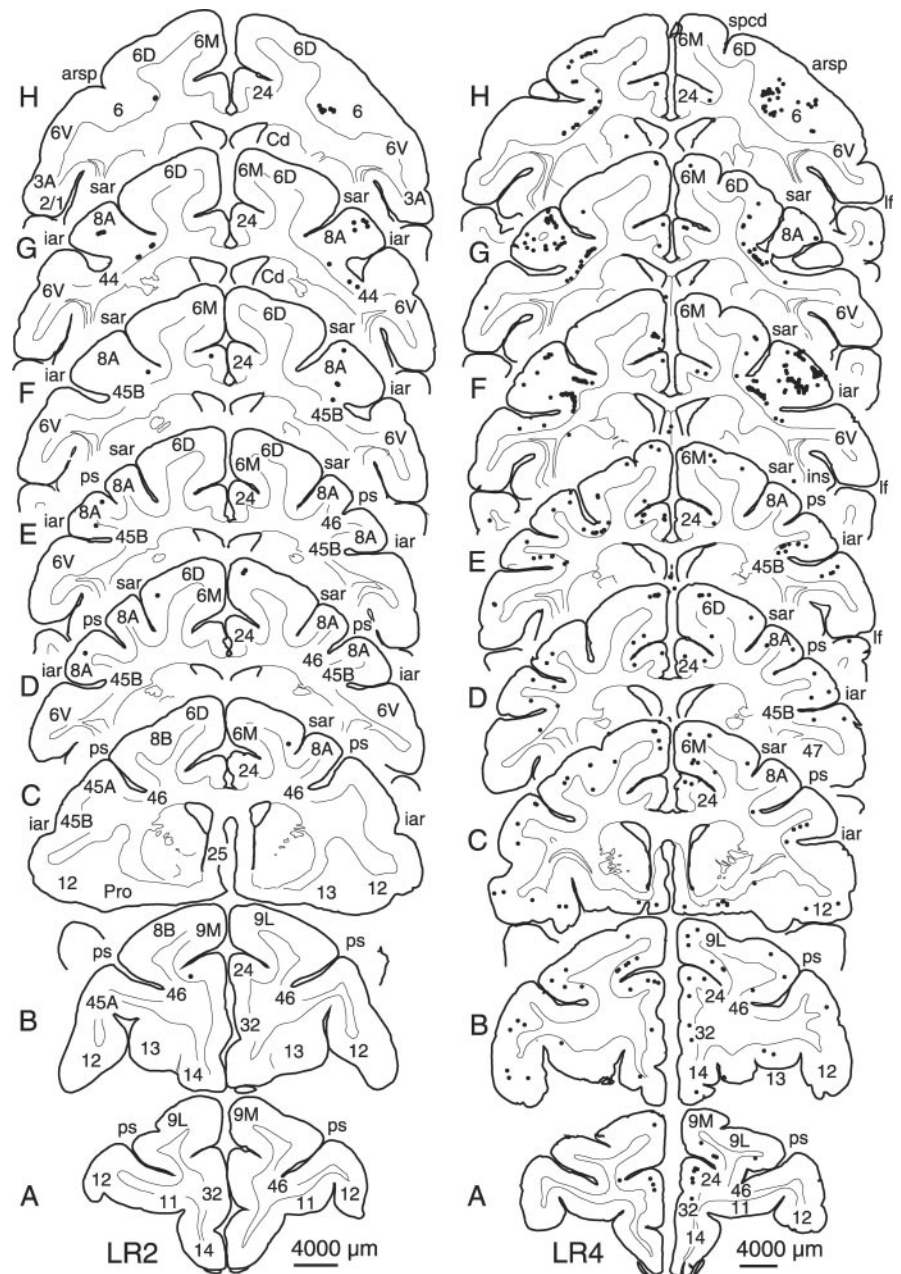 6M
6D 6D
arsp
H 6 24 6
6V Cd 6V
3A 6D 6M 6D 3A
2/1 sar sar
8A 24 8A
iar iar
G
44 Cd 44
6V 6M 6D 6V
sar sar
8A 24 8A
iar iar
F 45B 45B
6V 6D 6D 6V
sar 6M sar
ps 8A 24 8A ps
iar 8A 46 8A
E 45B 45B iar
6V 6D
sar 6M sar
ps 8A 24 8A ps
8A 46 8A
iar 45B 45B iar
D
6V 6D 6V
8B 6M sar
ps 24 8A ps
45A 46 46
C
iar 45B iar
25
12 Pro 13 12
8B 9M 9L
ps 24 ps
46 46
45A
B 32
12 13 13 12
14
9L 9M
ps ps
12 46 12
A 32
11 11
14
LR2 4000 µm
spcd
6M 6D arsp
H
24 6
6V
6M 6D sar
lf
24 8A
G iar
6V
6M sar
24
F iar
6V
6M sar ins
lf
8A ps
24
E iar
45B
6D sar
8A ps lf
24
D iar
45B
6M 47
sar
8A ps
24
C iar
12
9L
ps
24
46
B 32
14 13 12
9M 9L ps
24
46
A 32 11
12
14
LR4 4000 µm